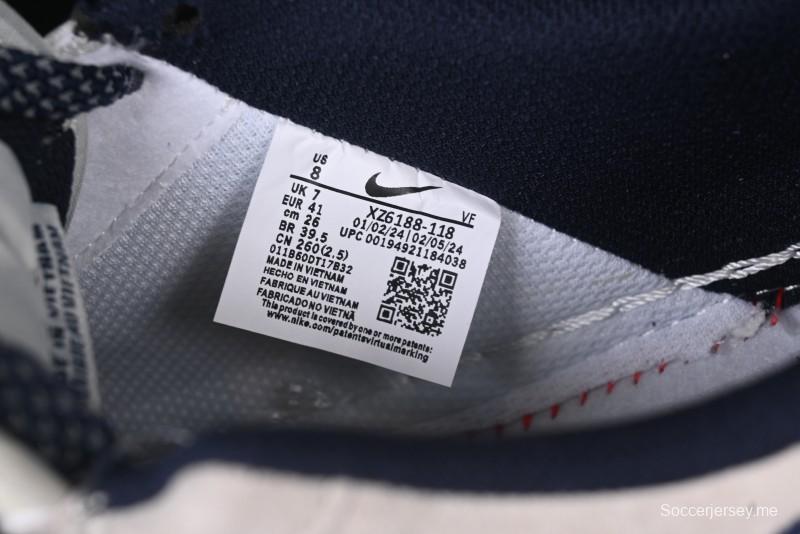 US
8
UK 7
EUR 41
cm 26
BR 39.5
CN 260(2.5)
XZ6188-118
VF
01/02/24|02/05/24
UPC 00194921184038
011B60DT17B32
MADE IN VIETNAM
HECHO EN VIETNAM
FABRIQUE AU VIETNAM
FABRICADO NO VIETNÃ
This product is covered by one or more patents:
www.nike.com/patentsvirtualmarking
Soccerjersey.me